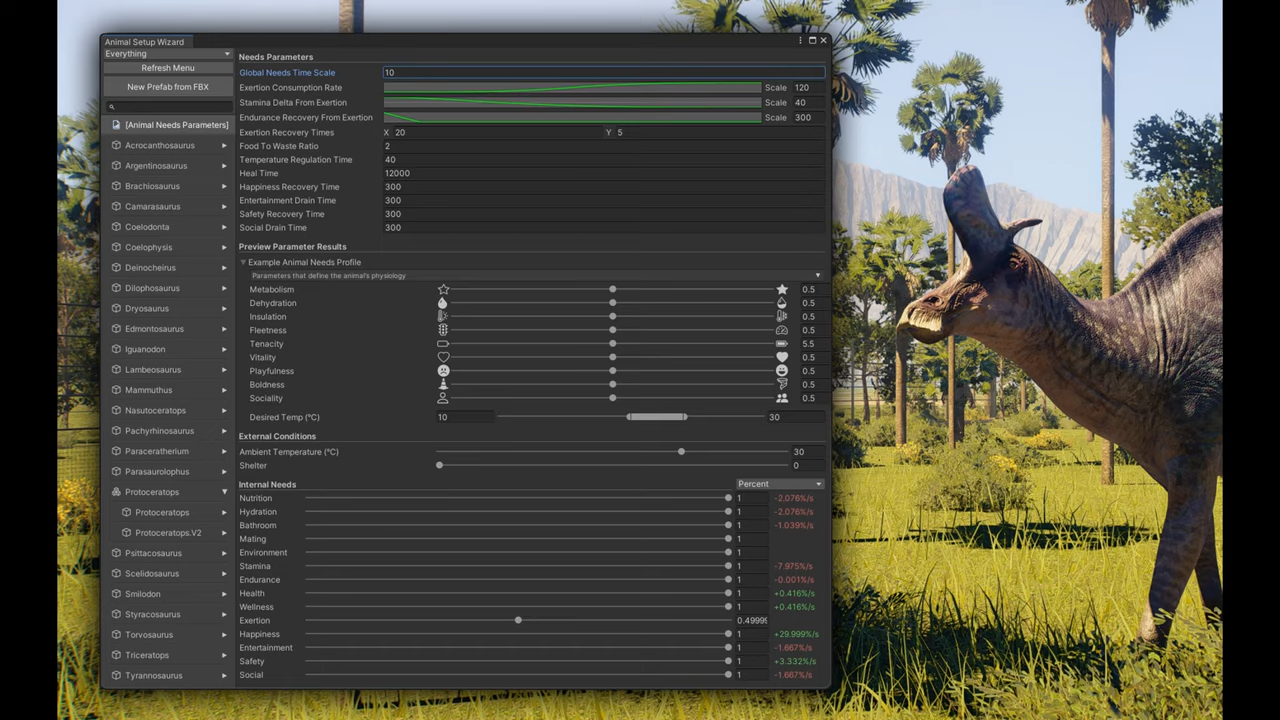 Animal Setup Wizard
Everything
Refresh Menu
New Prefab from FBX
[Animal Needs Parameters]
Acrocanthosaurus
Argentinosaurus
Brachiosaurus
Camarasaurus
Coelodonta
Coelophysis
Deinocheirus
Dilophosaurus
Dryosaurus
Edmontosaurus
Iguanodon
Lambeosaurus
Mammuthus
Nasutoceratops
Pachyrhinosaurus
Paraceratherium
Parasaurolophus
Protoceratops
Protoceratops
Protoceratops.V2
Psittacosaurus
Scelidosaurus
Smilodon
Styracosaurus
Torvosaurus
Triceratops
Tyrannosaurus
Needs Parameters
Global Needs Time Scale 10
Exertion Consumption Rate Scale 120
Stamina Delta From Exertion Scale 40
Endurance Recovery From Exertion Scale 300
Exertion Recovery Times X 20 Y 5
Food To Waste Ratio 2
Temperature Regulation Time 40
Heal Time 12000
Happiness Recovery Time 300
Entertainment Drain Time 300
Safety Recovery Time 300
Social Drain Time 300
Preview Parameter Results
Example Animal Needs Profile
Parameters that define the animal's physiology
Metabolism 0.5
Dehydration 0.5
Insulation 0.5
Fleetness 0.5
Tenacity 5.5
Vitality 0.5
Playfulness 0.5
Boldness 0.5
Sociality 0.5
Desired Temp (°C) 10 30
External Conditions
Ambient Temperature (°C) 30
Shelter 0
Internal Needs Percent
Nutrition 1 -2.076%/s
Hydration 1 -2.076%/s
Bathroom 1 -1.039%/s
Mating 1
Environment 1
Stamina 1 -7.975%/s
Endurance 1 -0.001%/s
Health 1 +0.416%/s
Wellness 1 +0.416%/s
Exertion 0.49999
Happiness 1 +29.999%/s
Entertainment 1 -1.667%/s
Safety 1 +3.332%/s
Social 1 -1.667%/s